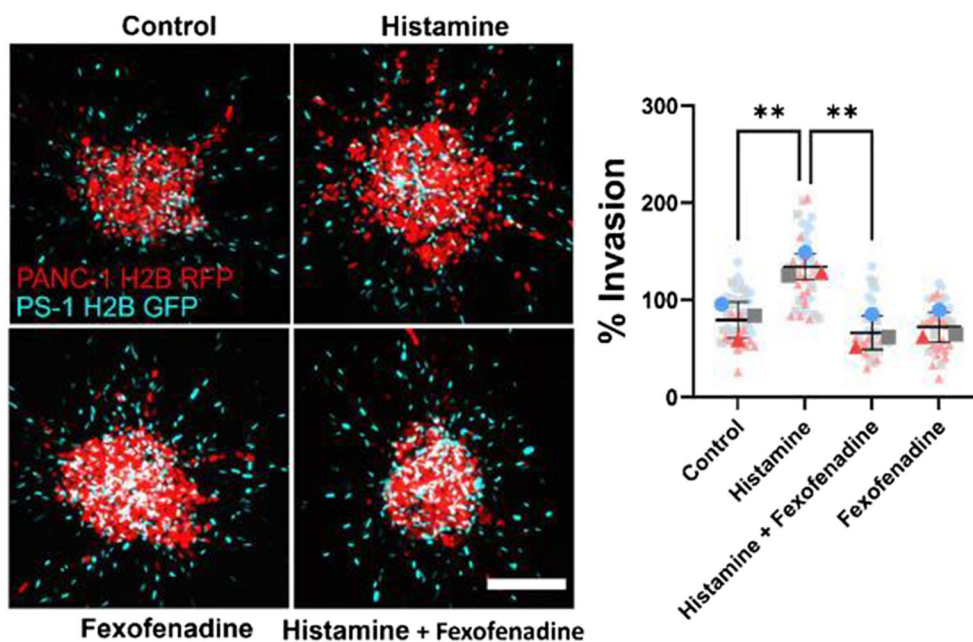 Control
Histamine
PANC-1 H2B RFP
PS-1 H2B GFP
Fexofenadine
Histamine + Fexofenadine
% Invasion
300
200
100
0
**
**
Control
Histamine
Histamine + Fexofenadine
Fexofenadine